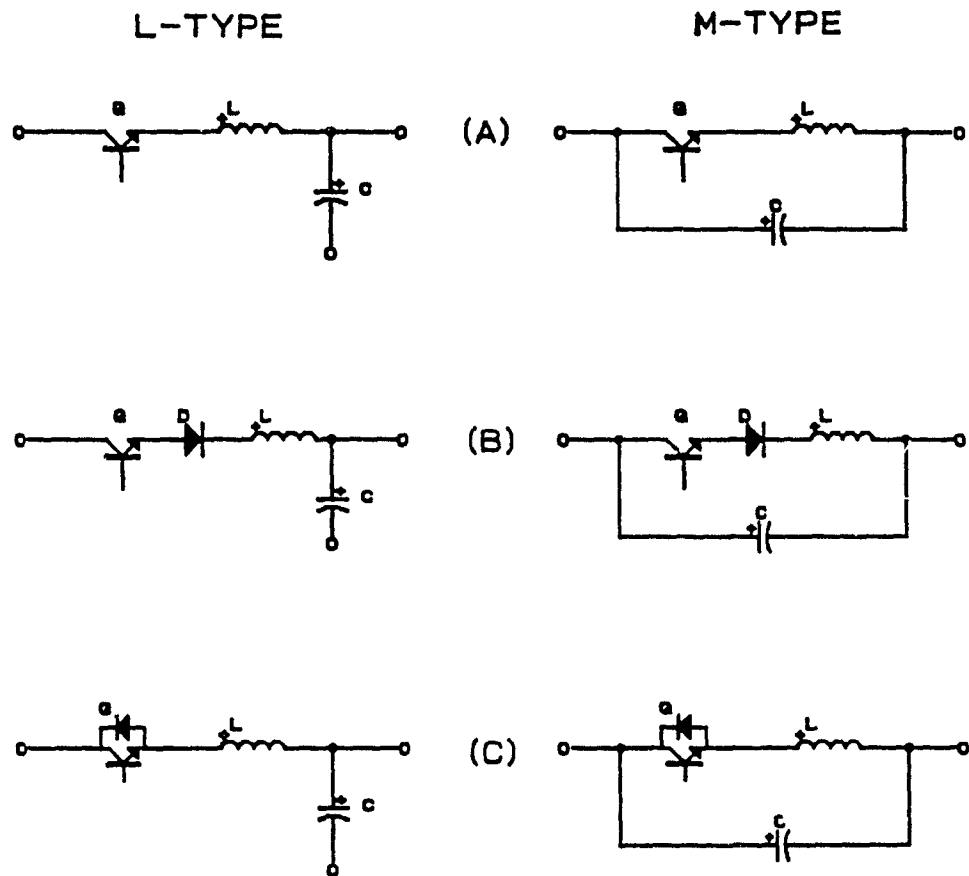 L-TYPE M-TYPE
Q L C
(A)
Q L C
Q D L C
(B)
Q D L C
Q L C
(C)
Q L C